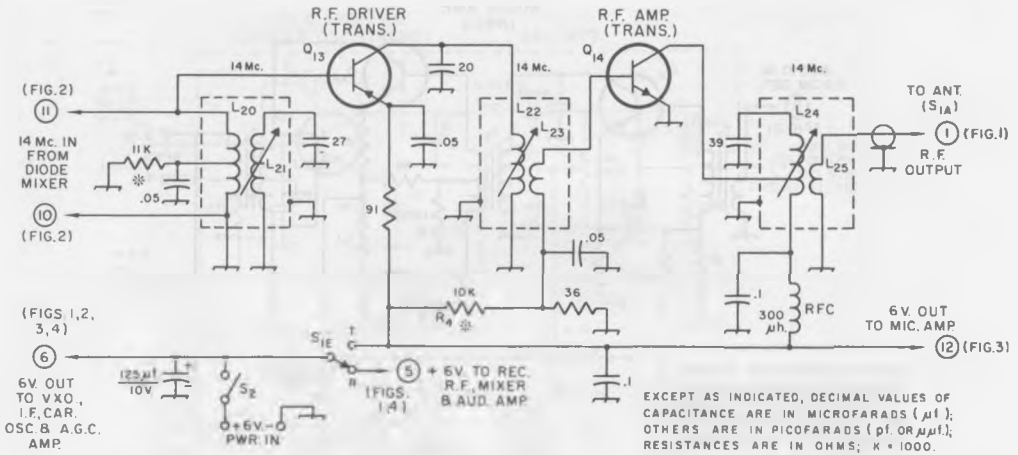 R.F. DRIVER
(TRANS.)
Q13
R.F. AMP.
(TRANS.)
Q14
14 Mc.
20
14 Mc.
14 Mc.
(FIG.2)
11
L20
27
.05
L22
L23
39
L24
TO ANT.
(S1A)
1 (FIG.1)
R.F.
OUTPUT
14 Mc. IN
FROM
DIODE
MIXER
11K
*
.05
L21
L25
10
(FIG.2)
91
.05
10K
R4 *
36
.1
RFC
300
µh.
(FIGS. 1,2,
3,4)
6
6V. OUT
TO VXO.,
I.F., CAR.
OSC. & A.G.C.
AMP.
S1E
T
R
125µf
10V
+
S2
+6V.-
PWR. IN
5 + 6V. TO REC.
R.F., MIXER
& AUD. AMP.
(FIGS.
1,4)
.1
6V. OUT
TO MIC. AMP.
12 (FIG.3)
EXCEPT AS INDICATED, DECIMAL VALUES OF
CAPACITANCE ARE IN MICROFARADS (µf.);
OTHERS ARE IN PICOFARADS (pf. OR µµf.);
RESISTANCES ARE IN OHMS; K = 1000.